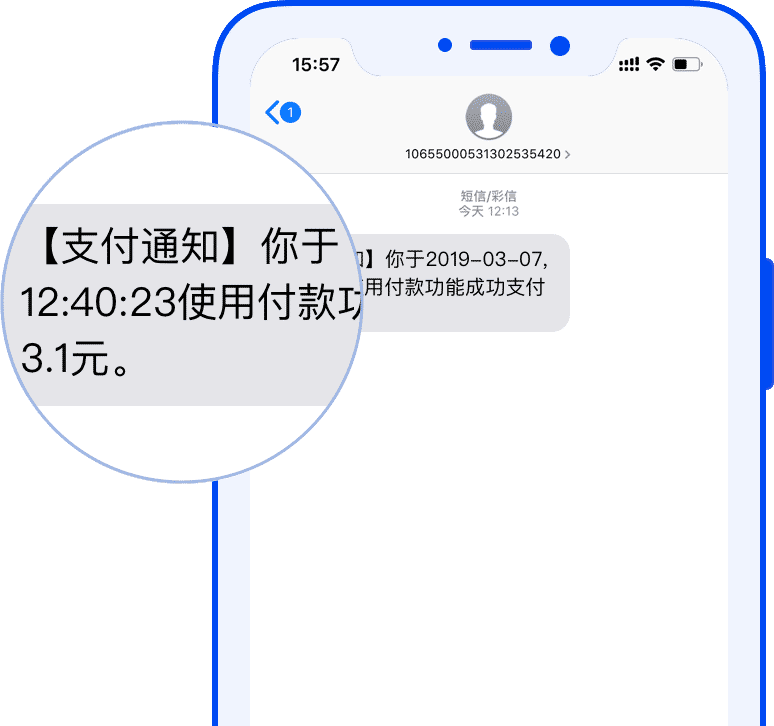 15:57
1
10655000531302535420
短信/彩信
今天 12:13
【支付通知】你于
12:40:23使用付款功
3.1元。
知】你于2019-03-07,
使用付款功能成功支付